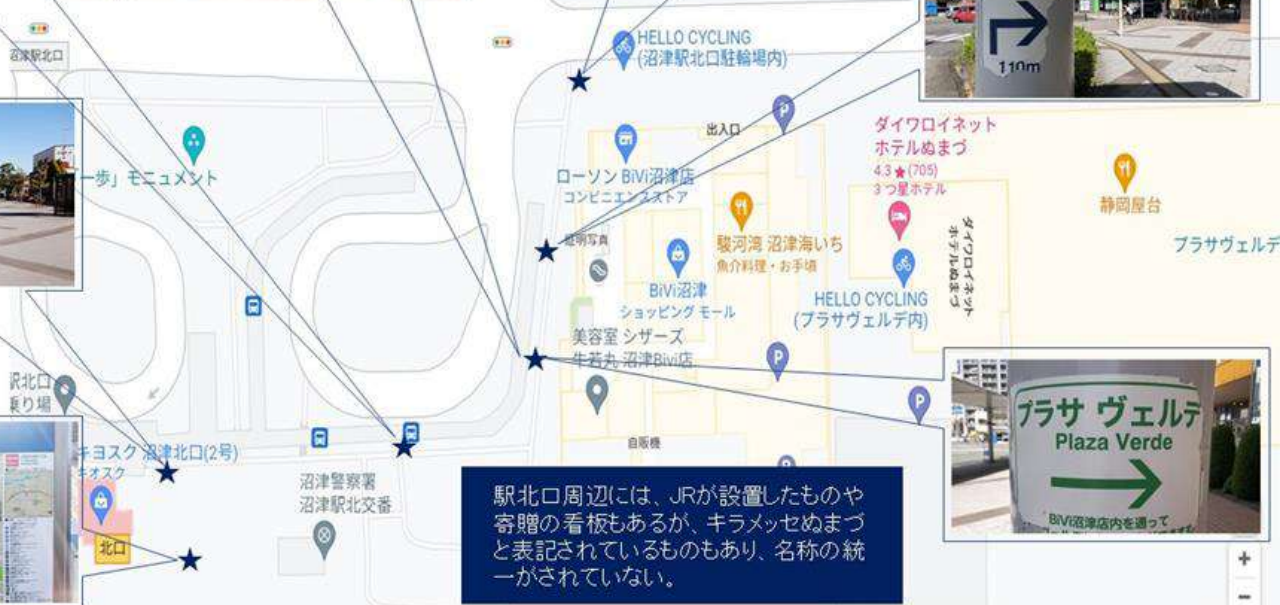 沼津駅北口
HELLO CYCLING
(沼津駅北口駐輪場内)
110m
出入口
ダイワロイネット
ホテルぬまづ
4.3★(705)
3つ星ホテル
一歩」モニュメント
ローソン BiVi沼津店
コンビニエンスストア
静岡屋台
証明写真
駿河湾 沼津海いち
魚介料理・お手頃
ダイワロイネット
ホテルぬまづ
プラサヴェルデ
BiVi沼津
ショッピング モール
HELLO CYCLING
(プラサヴェルデ内)
美容室 シザーズ
牛若丸 沼津Bivi店
駅北口
乗り場
プラサ ヴェルデ
Plaza Verde
BiVi沼津店内を通って
キヨスク 沼津北口(2号)
キオスク
自販機
沼津警察署
沼津駅北交番
北口
駅北口周辺には、JRが設置したものや
寄贈の看板もあるが、キラメッセぬまづ
と表記されているものもあり、名称の統
一がされていない。